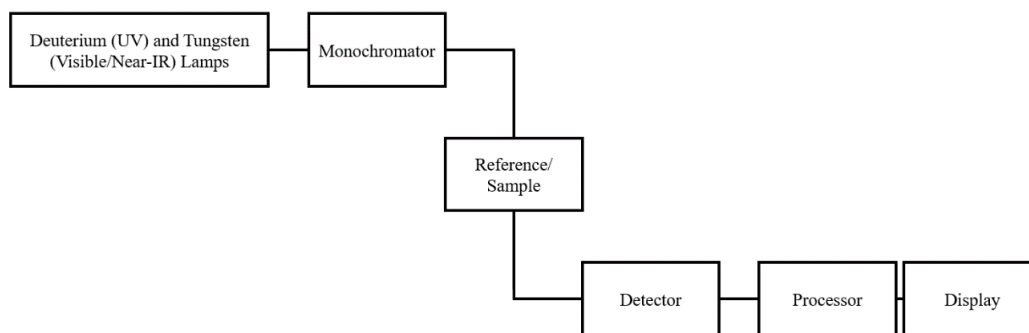 Deuterium (UV) and Tungsten
(Visible/Near-IR) Lamps
Monochromator
Reference/
Sample
Detector
Processor
Display